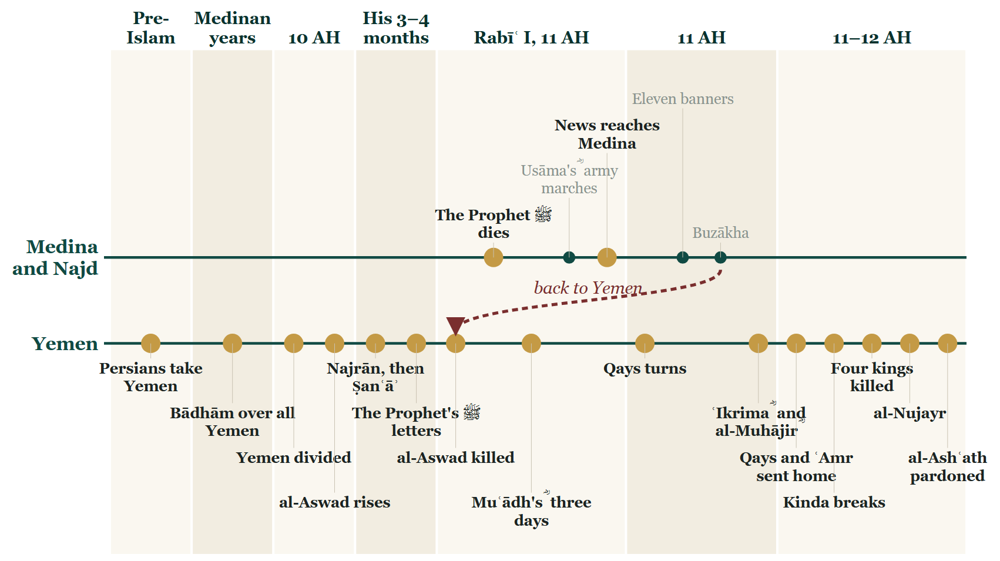 Pre-
Islam
Medinan
years
10 AH
His 3–4
months
Rabīʿ I, 11 AH
11 AH
11–12 AH
Eleven banners
News reaches
Medina
Usāma'sؓ army
marches
The Prophet ﷺ
dies
Buzākha
Medina
and Najd
back to Yemen
Yemen
Persians take
Yemen
Najrān, then
Ṣanʿāʾ
Qays turns
Four kings
killed
Bādhām over all
Yemen
The Prophet's ﷺ
letters
ʿIkrimaؓ and
al-Muhājirؓ
al-Nujayr
Yemen divided
al-Aswad killed
Qays and ʿAmr
sent home
al-Ashʿath
pardoned
al-Aswad rises
Muʿādh'sؓ three
days
Kinda breaks